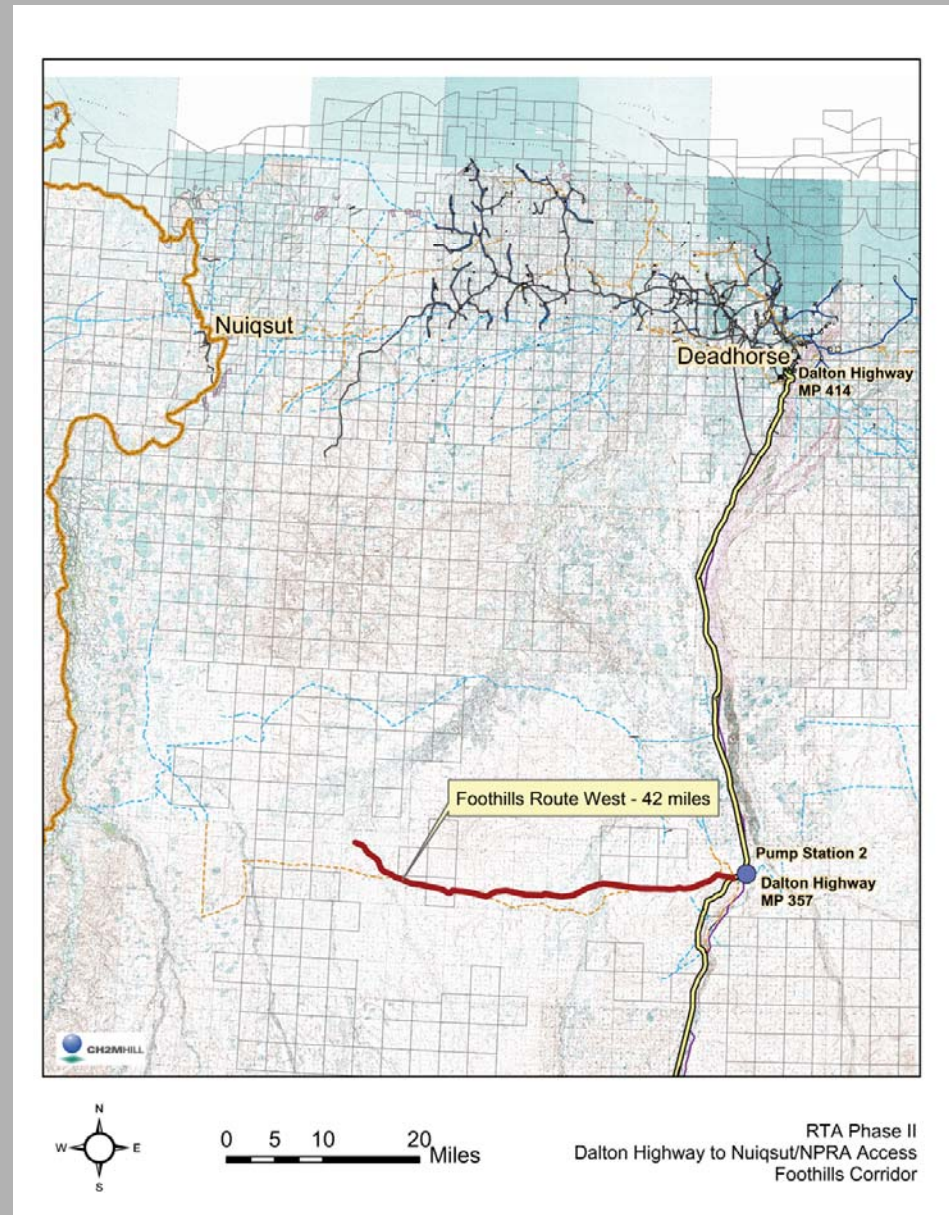 Nuiqsut
Deadhorse
Dalton Highway
MP 414
Foothills Route West - 42 miles
Pump Station 2
Dalton Highway
MP 357
CH2MHILL
N
W E
S
0 5 10 20 Miles
RTA Phase II
Dalton Highway to Nuiqsut/NPRA Access
Foothills Corridor